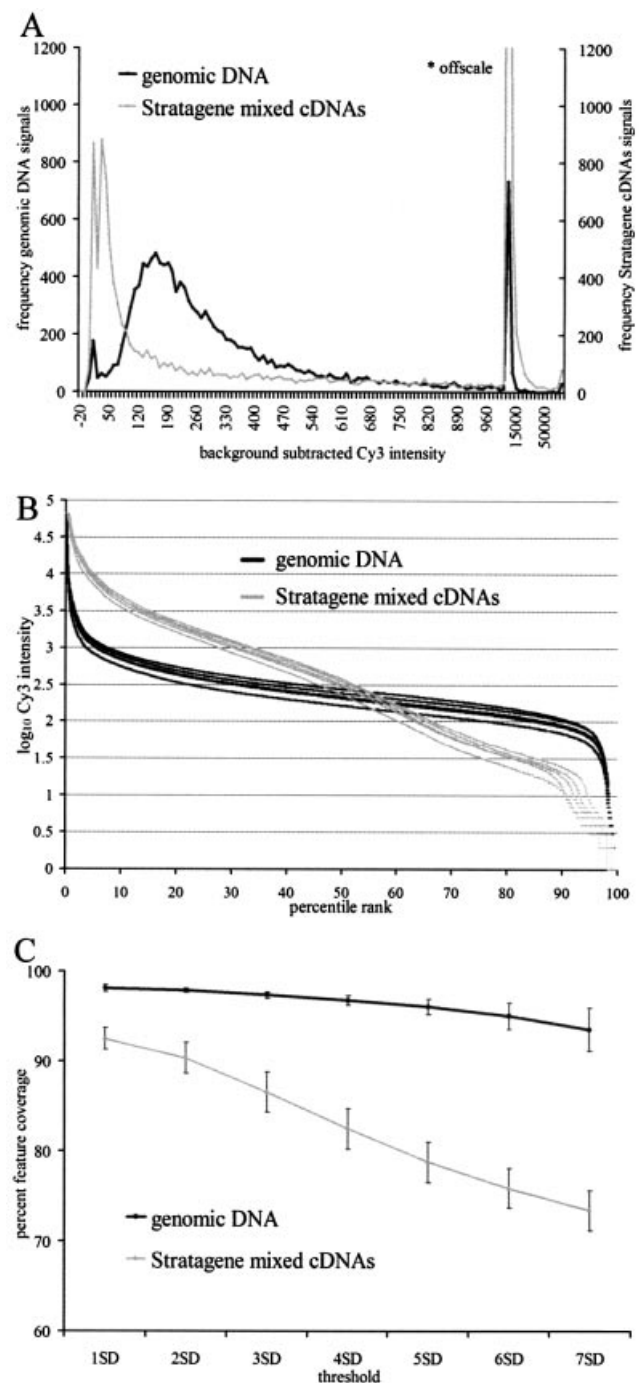 A
1200
1000
800
600
400
200
0
frequency genomic DNA signals
genomic DNA
Stratagene mixed cDNAs
* offscale
1200
1000
800
600
400
200
0
frequency Stratagene cDNAs signals
-20 50 120 190 260 330 400 470 540 610 680 750 820 890 960 15000 50000
background subtracted Cy3 intensity
B
5
4.5
4
3.5
3
2.5
2
1.5
1
0.5
0
log10 Cy3 intensity
genomic DNA
Stratagene mixed cDNAs
0 10 20 30 40 50 60 70 80 90 100
percentile rank
C
100
90
80
70
60
percent feature coverage
genomic DNA
Stratagene mixed cDNAs
1SD 2SD 3SD 4SD 5SD 6SD 7SD
threshold